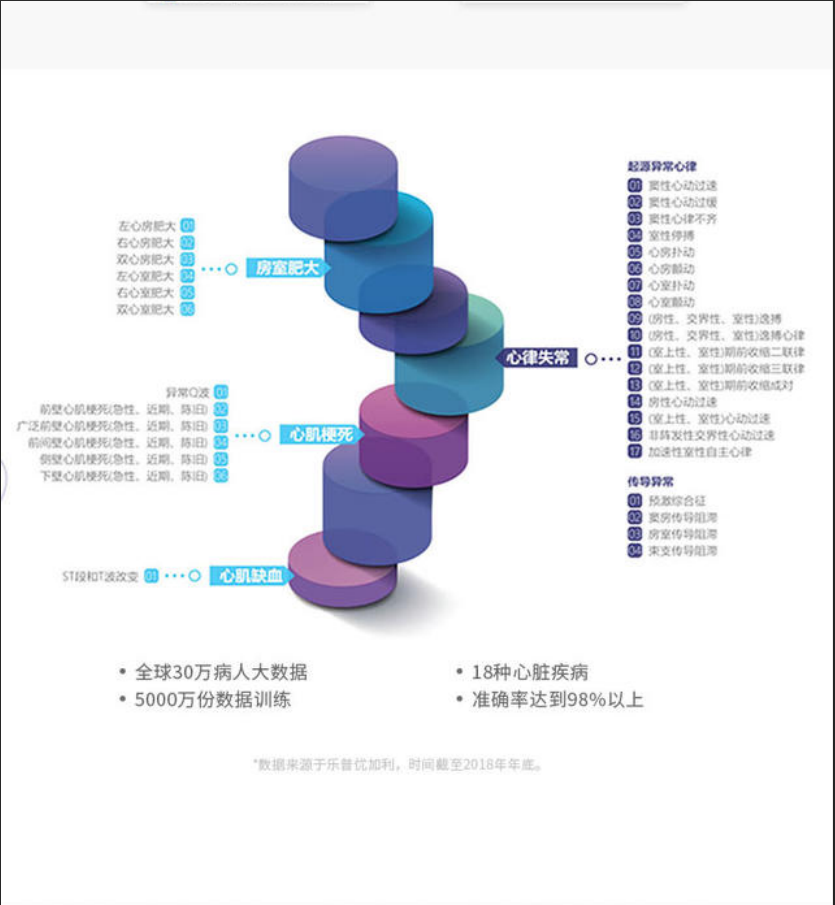 左心房肥大 01
右心房肥大 02
双心房肥大 03
左心室肥大 04
右心室肥大 05
双心室肥大 06
房室肥大
异常Q波 01
前壁心肌梗死(急性、近期、陈旧) 02
广泛前壁心肌梗死(急性、近期、陈旧) 03
前间壁心肌梗死(急性、近期、陈旧) 04
侧壁心肌梗死(急性、近期、陈旧) 05
下壁心肌梗死(急性、近期、陈旧) 06
心肌梗死
ST段和T波改变 01
心肌缺血
心律失常
起源异常心律
01 窦性心动过速
02 窦性心动过缓
03 窦性心律不齐
04 室性停搏
05 心房扑动
06 心房颤动
07 心室扑动
08 心室颤动
09 (房性、交界性、室性)逸搏
10 (房性、交界性、室性)逸搏心律
11 (室上性、室性)期前收缩二联律
12 (室上性、室性)期前收缩三联律
13 (室上性、室性)期前收缩成对
14 房性心动过速
15 (室上性、室性)心动过速
16 非阵发性交界性心动过速
17 加速性室性自主心律
传导异常
01 预激综合征
02 窦房传导阻滞
03 房室传导阻滞
04 束支传导阻滞
• 全球30万病人大数据
• 5000万份数据训练
• 18种心脏疾病
• 准确率达到98%以上
*数据来源于乐普优加利，时间截至2018年年底。